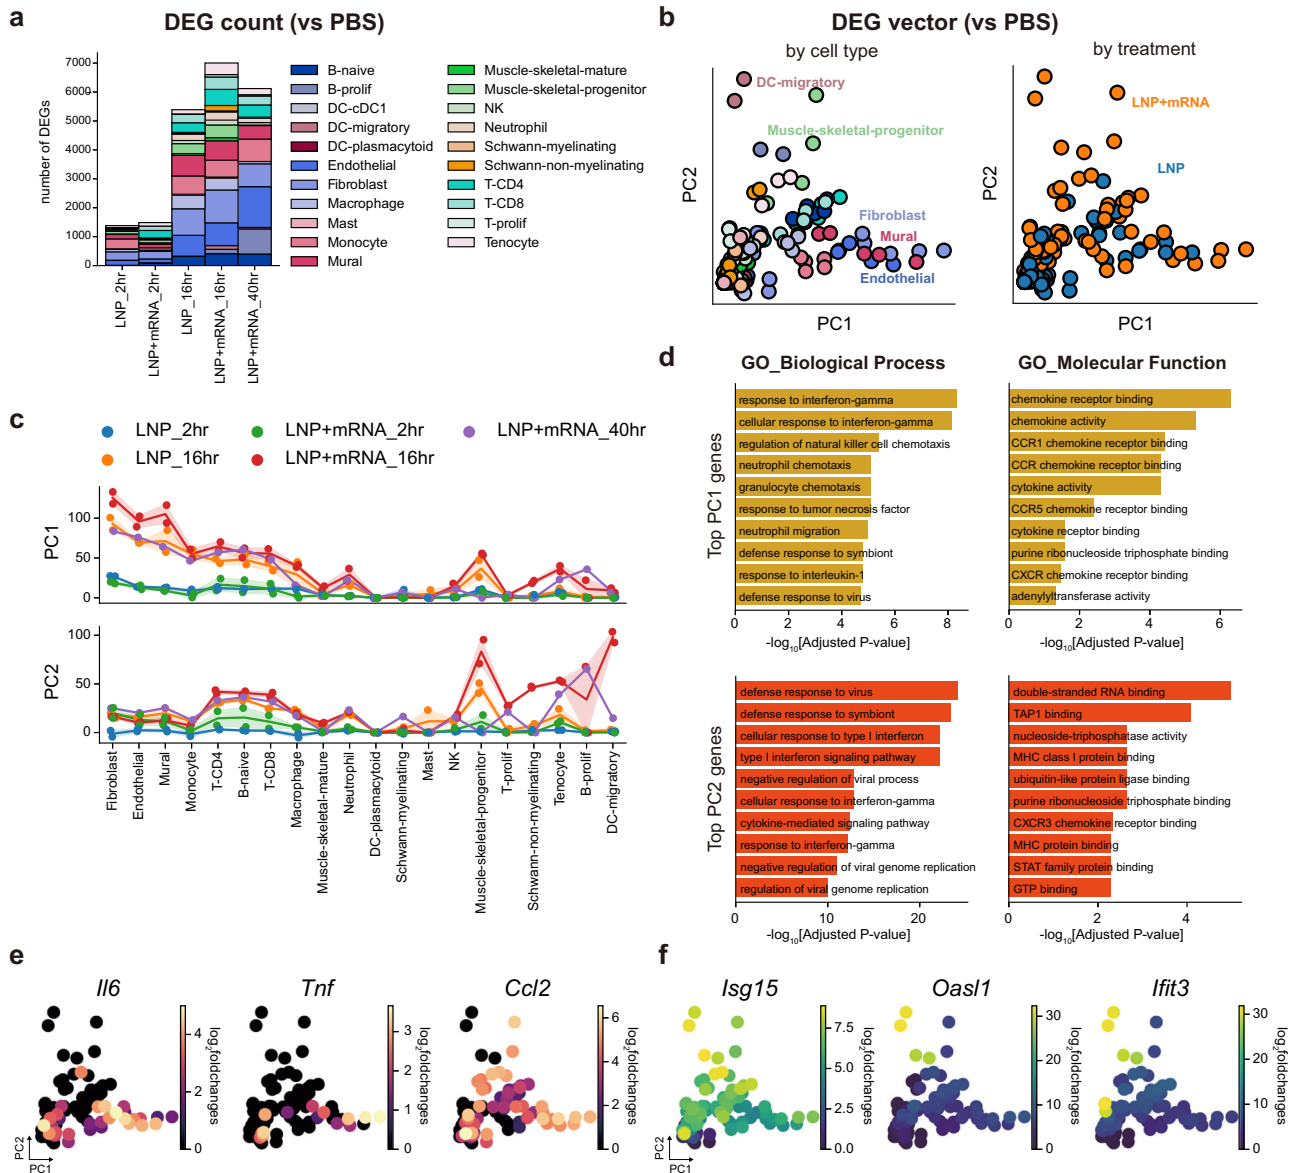 a
DEG count (vs PBS)
number of DEGs
7000
6000
5000
4000
3000
2000
1000
0
LNP_2hr
LNP+mRNA_2hr
LNP_16hr
LNP+mRNA_16hr
LNP+mRNA_40hr
B-naive
B-prolif
DC-cDC1
DC-migratory
DC-plasmacytoid
Endothelial
Fibroblast
Macrophage
Mast
Monocyte
Mural
Muscle-skeletal-mature
Muscle-skeletal-progenitor
NK
Neutrophil
Schwann-myelinating
Schwann-non-myelinating
T-CD4
T-CD8
T-prolif
Tenocyte
b
DEG vector (vs PBS)
by cell type
DC-migratory
Muscle-skeletal-progenitor
Fibroblast
Mural
Endothelial
PC2
PC1
by treatment
LNP+mRNA
LNP
PC2
PC1
c
LNP_2hr
LNP+mRNA_2hr
LNP+mRNA_40hr
LNP_16hr
LNP+mRNA_16hr
PC1
100
50
0
PC2
100
50
0
Fibroblast
Endothelial
Mural
Monocyte
T-CD4
B-naive
T-CD8
Macrophage
Muscle-skeletal-mature
Neutrophil
DC-plasmacytoid
Schwann-myelinating
Mast
NK
Muscle-skeletal-progenitor
T-prolif
Schwann-non-myelinating
Tenocyte
B-prolif
DC-migratory
d
GO_Biological Process
GO_Molecular Function
Top PC1 genes
response to interferon-gamma
cellular response to interferon-gamma
regulation of natural killer cell chemotaxis
neutrophil chemotaxis
granulocyte chemotaxis
response to tumor necrosis factor
neutrophil migration
defense response to symbiont
response to interleukin-1
defense response to virus
0 2 4 6 8
-log10[Adjusted P-value]
chemokine receptor binding
chemokine activity
CCR1 chemokine receptor binding
CCR chemokine receptor binding
cytokine activity
CCR5 chemokine receptor binding
cytokine receptor binding
purine ribonucleoside triphosphate binding
CXCR chemokine receptor binding
adenylyltransferase activity
0 2 4 6
-log10[Adjusted P-value]
Top PC2 genes
defense response to virus
defense response to symbiont
cellular response to type I interferon
type I interferon signaling pathway
negative regulation of viral process
cellular response to interferon-gamma
cytokine-mediated signaling pathway
response to interferon-gamma
negative regulation of viral genome replication
regulation of viral genome replication
0 10 20
-log10[Adjusted P-value]
double-stranded RNA binding
TAP1 binding
nucleoside-triphosphatase activity
MHC class I protein binding
ubiquitin-like protein ligase binding
purine ribonucleoside triphosphate binding
CXCR3 chemokine receptor binding
MHC protein binding
STAT family protein binding
GTP binding
0 2 4
-log10[Adjusted P-value]
e
Il6
4
2
0
log2foldchanges
PC2
PC1
Tnf
3
2
1
0
log2foldchanges
Ccl2
6
4
2
0
log2foldchanges
f
Isg15
7.5
5.0
2.5
0.0
log2foldchanges
PC2
PC1
Oasl1
30
20
10
0
log2foldchanges
Ifit3
30
20
10
0
log2foldchanges